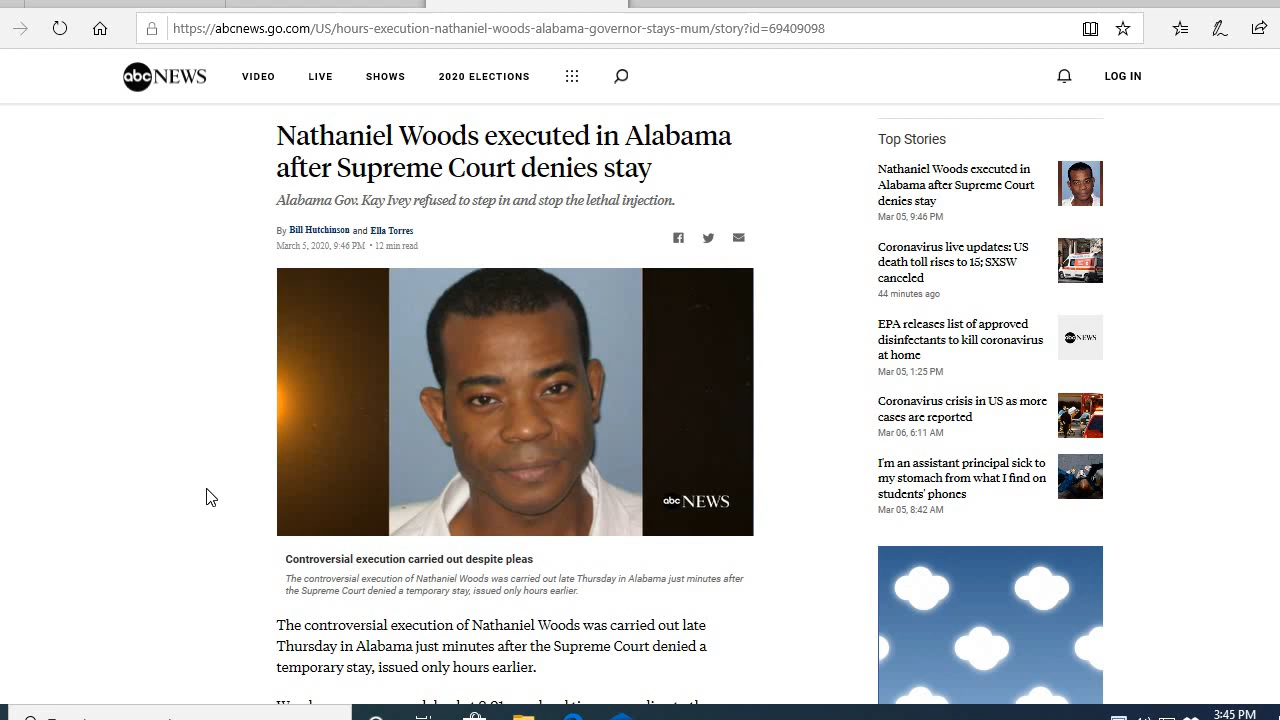 https://abcnews.go.com/US/hours-execution-nathaniel-woods-alabama-governor-stays-mum/story?id=69409098
abc NEWS VIDEO LIVE SHOWS 2020 ELECTIONS LOG IN
Nathaniel Woods executed in Alabama
after Supreme Court denies stay
Alabama Gov. Kay Ivey refused to step in and stop the lethal injection.
By Bill Hutchinson and Ella Torres
March 5, 2020, 9:46 PM • 12 min read
abc NEWS
Controversial execution carried out despite pleas
The controversial execution of Nathaniel Woods was carried out late Thursday in Alabama just minutes after
the Supreme Court denied a temporary stay, issued only hours earlier.
The controversial execution of Nathaniel Woods was carried out late
Thursday in Alabama just minutes after the Supreme Court denied a
temporary stay, issued only hours earlier.
Top Stories
Nathaniel Woods executed in
Alabama after Supreme Court
denies stay
Mar 05, 9:46 PM
Coronavirus live updates: US
death toll rises to 15; SXSW
canceled
44 minutes ago
EPA releases list of approved
disinfectants to kill coronavirus
at home
Mar 05, 1:25 PM
abc NEWS
Coronavirus crisis in US as more
cases are reported
Mar 06, 6:11 AM
I'm an assistant principal sick to
my stomach from what I find on
students' phones
Mar 05, 8:42 AM
3:45 PM